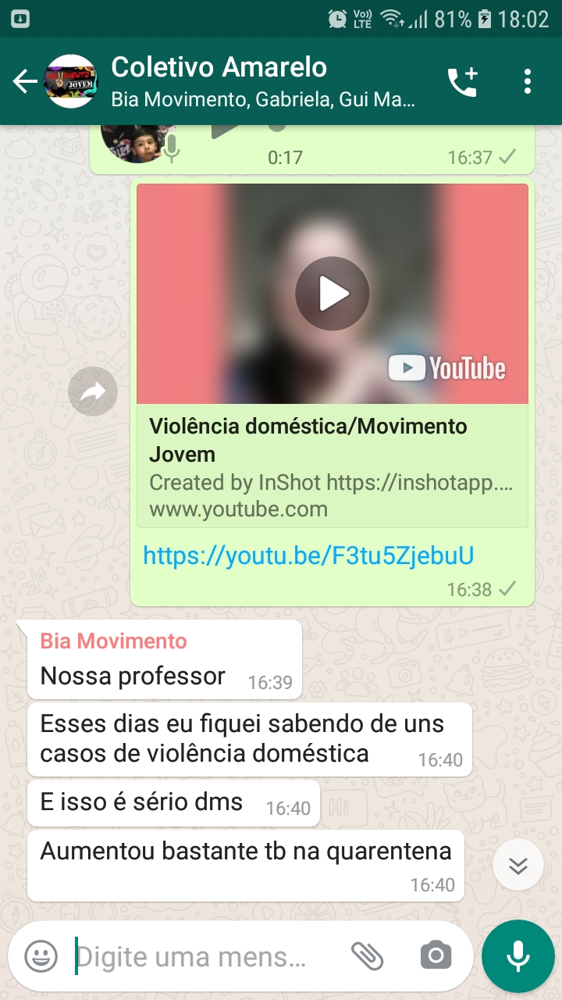 Vo))
LTE
81%
18:02
Coletivo Amarelo
Bia Movimento, Gabriela, Gui Ma...
JOVEM
0:17
16:37
YouTube
Violência doméstica/Movimento
Jovem
Created by InShot https://inshotapp....
www.youtube.com
https://youtu.be/F3tu5ZjebuU
16:38
Bia Movimento
Nossa professor
16:39
Esses dias eu fiquei sabendo de uns
casos de violência doméstica
16:40
E isso é sério dms
16:40
Aumentou bastante tb na quarentena
16:40
Digite uma mens...